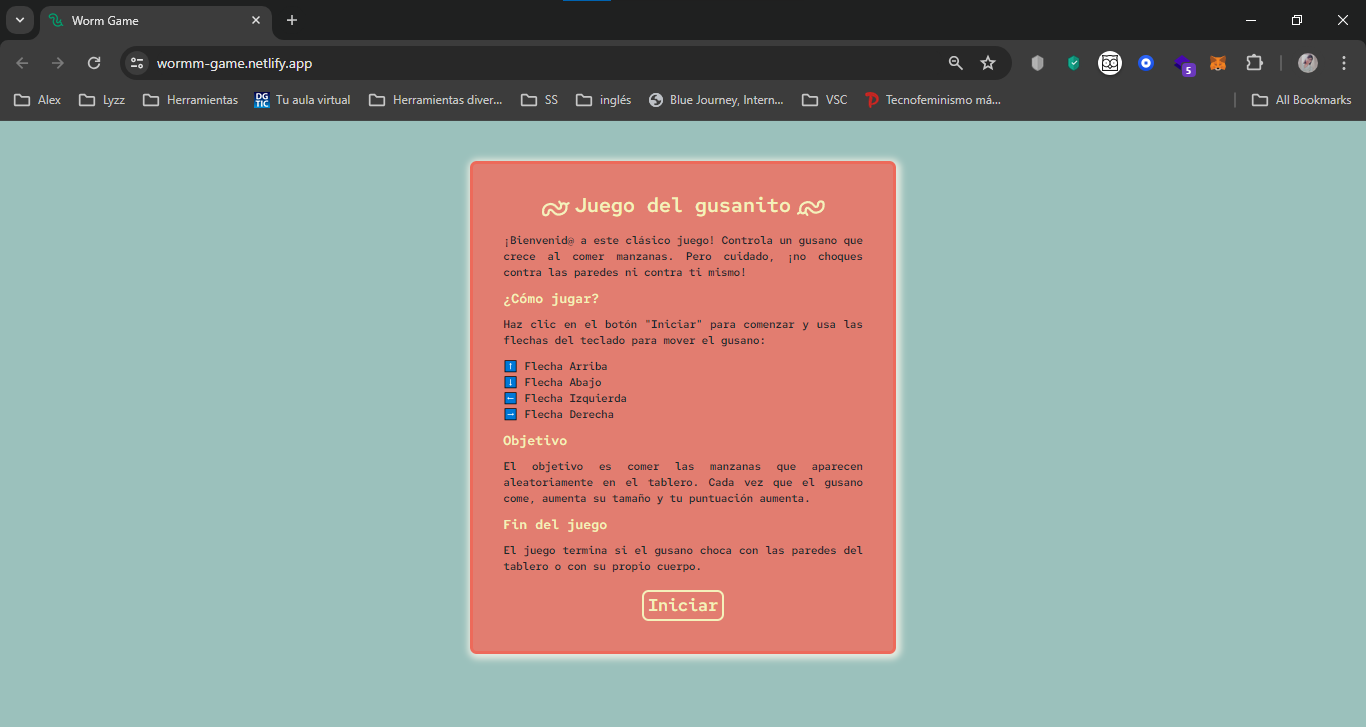 Worm Game
wormm-game.netlify.app
5
Alex
Lyzz
Herramientas
DG
TIC
Tu aula virtual
Herramientas diver...
SS
inglés
Blue Journey, Intern...
VSC
Tecnofeminismo má...
All Bookmarks
Juego del gusanito
¡Bienvenid@ a este clásico juego! Controla un gusano que
crece al comer manzanas. Pero cuidado, ¡no choques
contra las paredes ni contra ti mismo!
¿Cómo jugar?
Haz clic en el botón "Iniciar" para comenzar y usa las
flechas del teclado para mover el gusano:
↑ Flecha Arriba
↓ Flecha Abajo
← Flecha Izquierda
→ Flecha Derecha
Objetivo
El objetivo es comer las manzanas que aparecen
aleatoriamente en el tablero. Cada vez que el gusano
come, aumenta su tamaño y tu puntuación aumenta.
Fin del juego
El juego termina si el gusano choca con las paredes del
tablero o con su propio cuerpo.
Iniciar